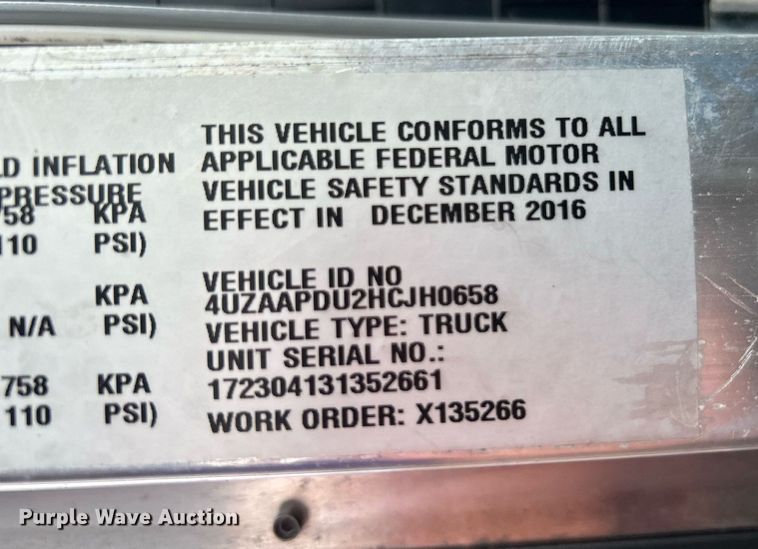 THIS VEHICLE CONFORMS TO ALL
D INFLATION APPLICABLE FEDERAL MOTOR
PRESSURE VEHICLE SAFETY STANDARDS IN
758 KPA EFFECT IN DECEMBER 2016
110 PSI)
KPA VEHICLE ID NO
4UZAAPDU2HCJH0658
N/A PSI) VEHICLE TYPE: TRUCK
UNIT SERIAL NO.:
758 KPA 172304131352661
110 PSI) WORK ORDER: X135266
Purple Wave Auction